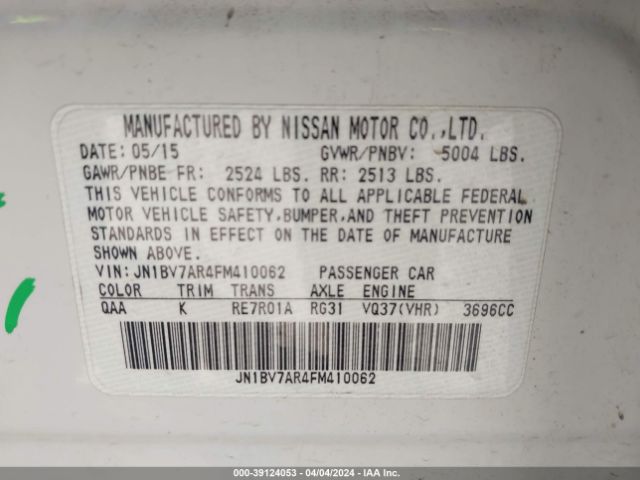 MANUFACTURED BY NISSAN MOTOR CO.,LTD.
DATE: 05/15 GVWR/PNBV: 5004 LBS.
GAWR/PNBE FR: 2524 LBS. RR: 2513 LBS.
THIS VEHICLE CONFORMS TO ALL APPLICABLE FEDERAL
MOTOR VEHICLE SAFETY,BUMPER,AND THEFT PREVENTION
STANDARDS IN EFFECT ON THE DATE OF MANUFACTURE
SHOWN ABOVE.
VIN: JN1BV7AR4FM410062 PASSENGER CAR
COLOR TRIM TRANS AXLE ENGINE
QAA K RE7R01A RG31 VQ37(VHR) 3696CC
JN1BV7AR4FM410062
000-39124053 - 04/04/2024 - IAA Inc.